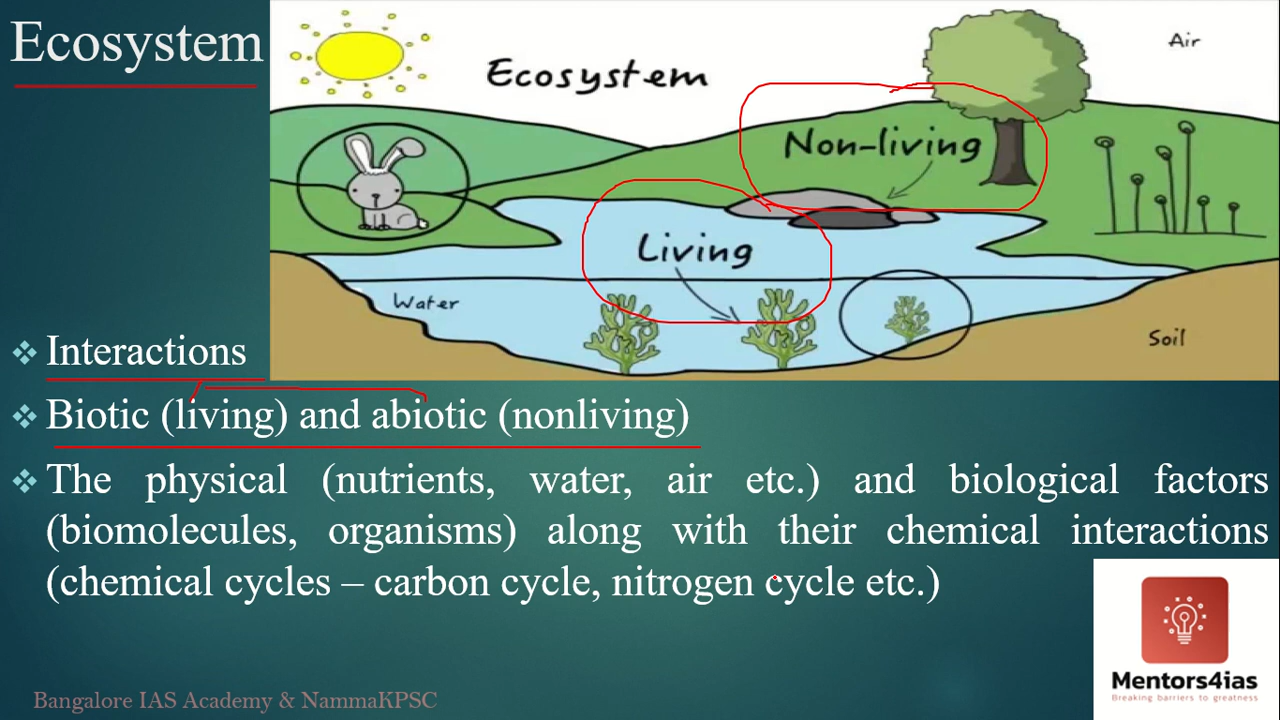 Ecosystem
Ecosystem
Air
Non-living
Living
Water
Soil
❖ Interactions
❖ Biotic (living) and abiotic (nonliving)
❖ The physical (nutrients, water, air etc.) and biological factors
(biomolecules, organisms) along with their chemical interactions
(chemical cycles – carbon cycle, nitrogen cycle etc.)
Mentors4ias
Breaking barriers to greatness
Bangalore IAS Academy & NammaKPSC